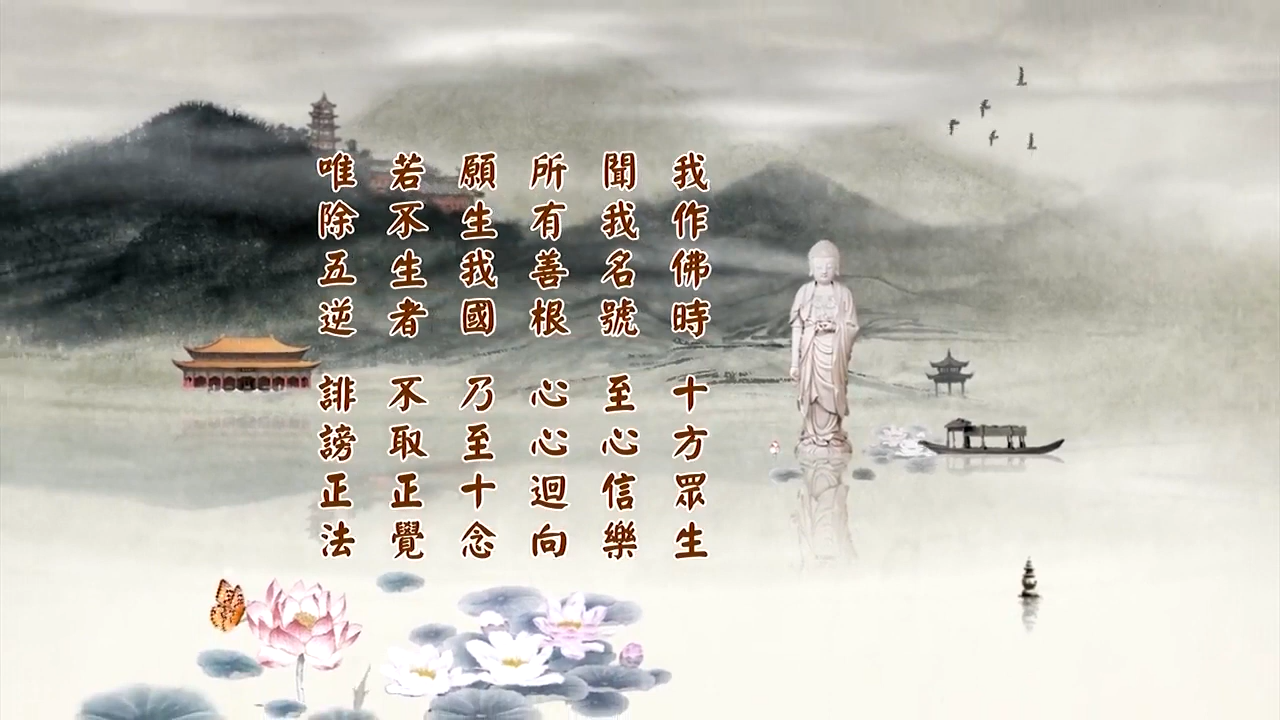 我作佛時 十方眾生
聞我名號 至心信樂
所有善根 心心迴向
願生我國 乃至十念
若不生者 不取正覺
唯除五逆 誹謗正法